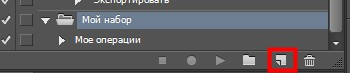 Экспортировать
Мой набор
Мое операции